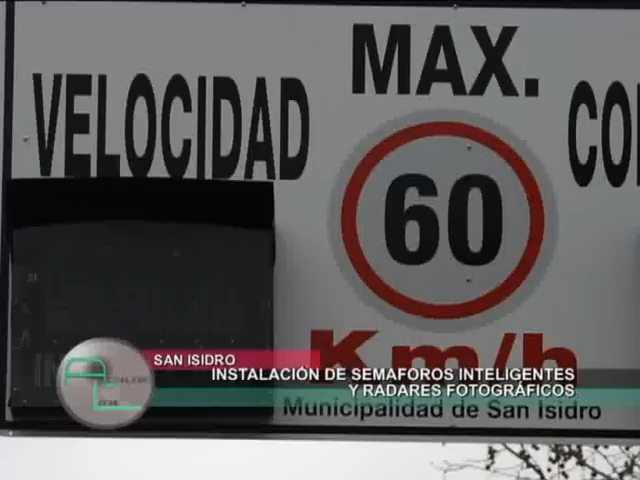 MAX.
VELOCIDAD
60
Km/h
SAN ISIDRO
INSTALACIÓN DE SEMAFOROS INTELIGENTES
Y RADARES FOTOGRÁFICOS
Municipalidad de San Isidro